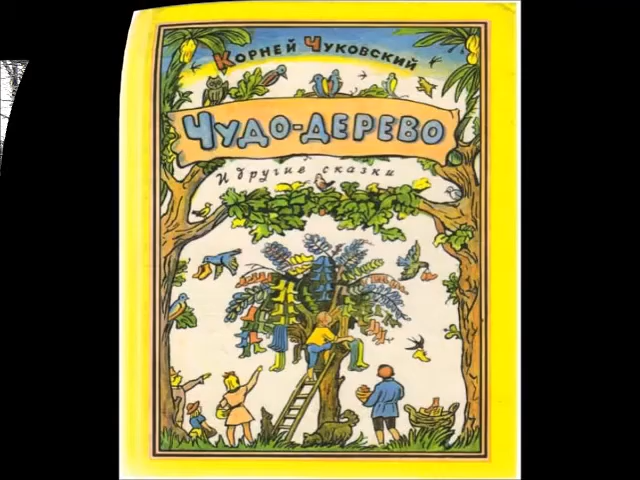 Корней Чуковский
Чудо-дерево
и другие сказки